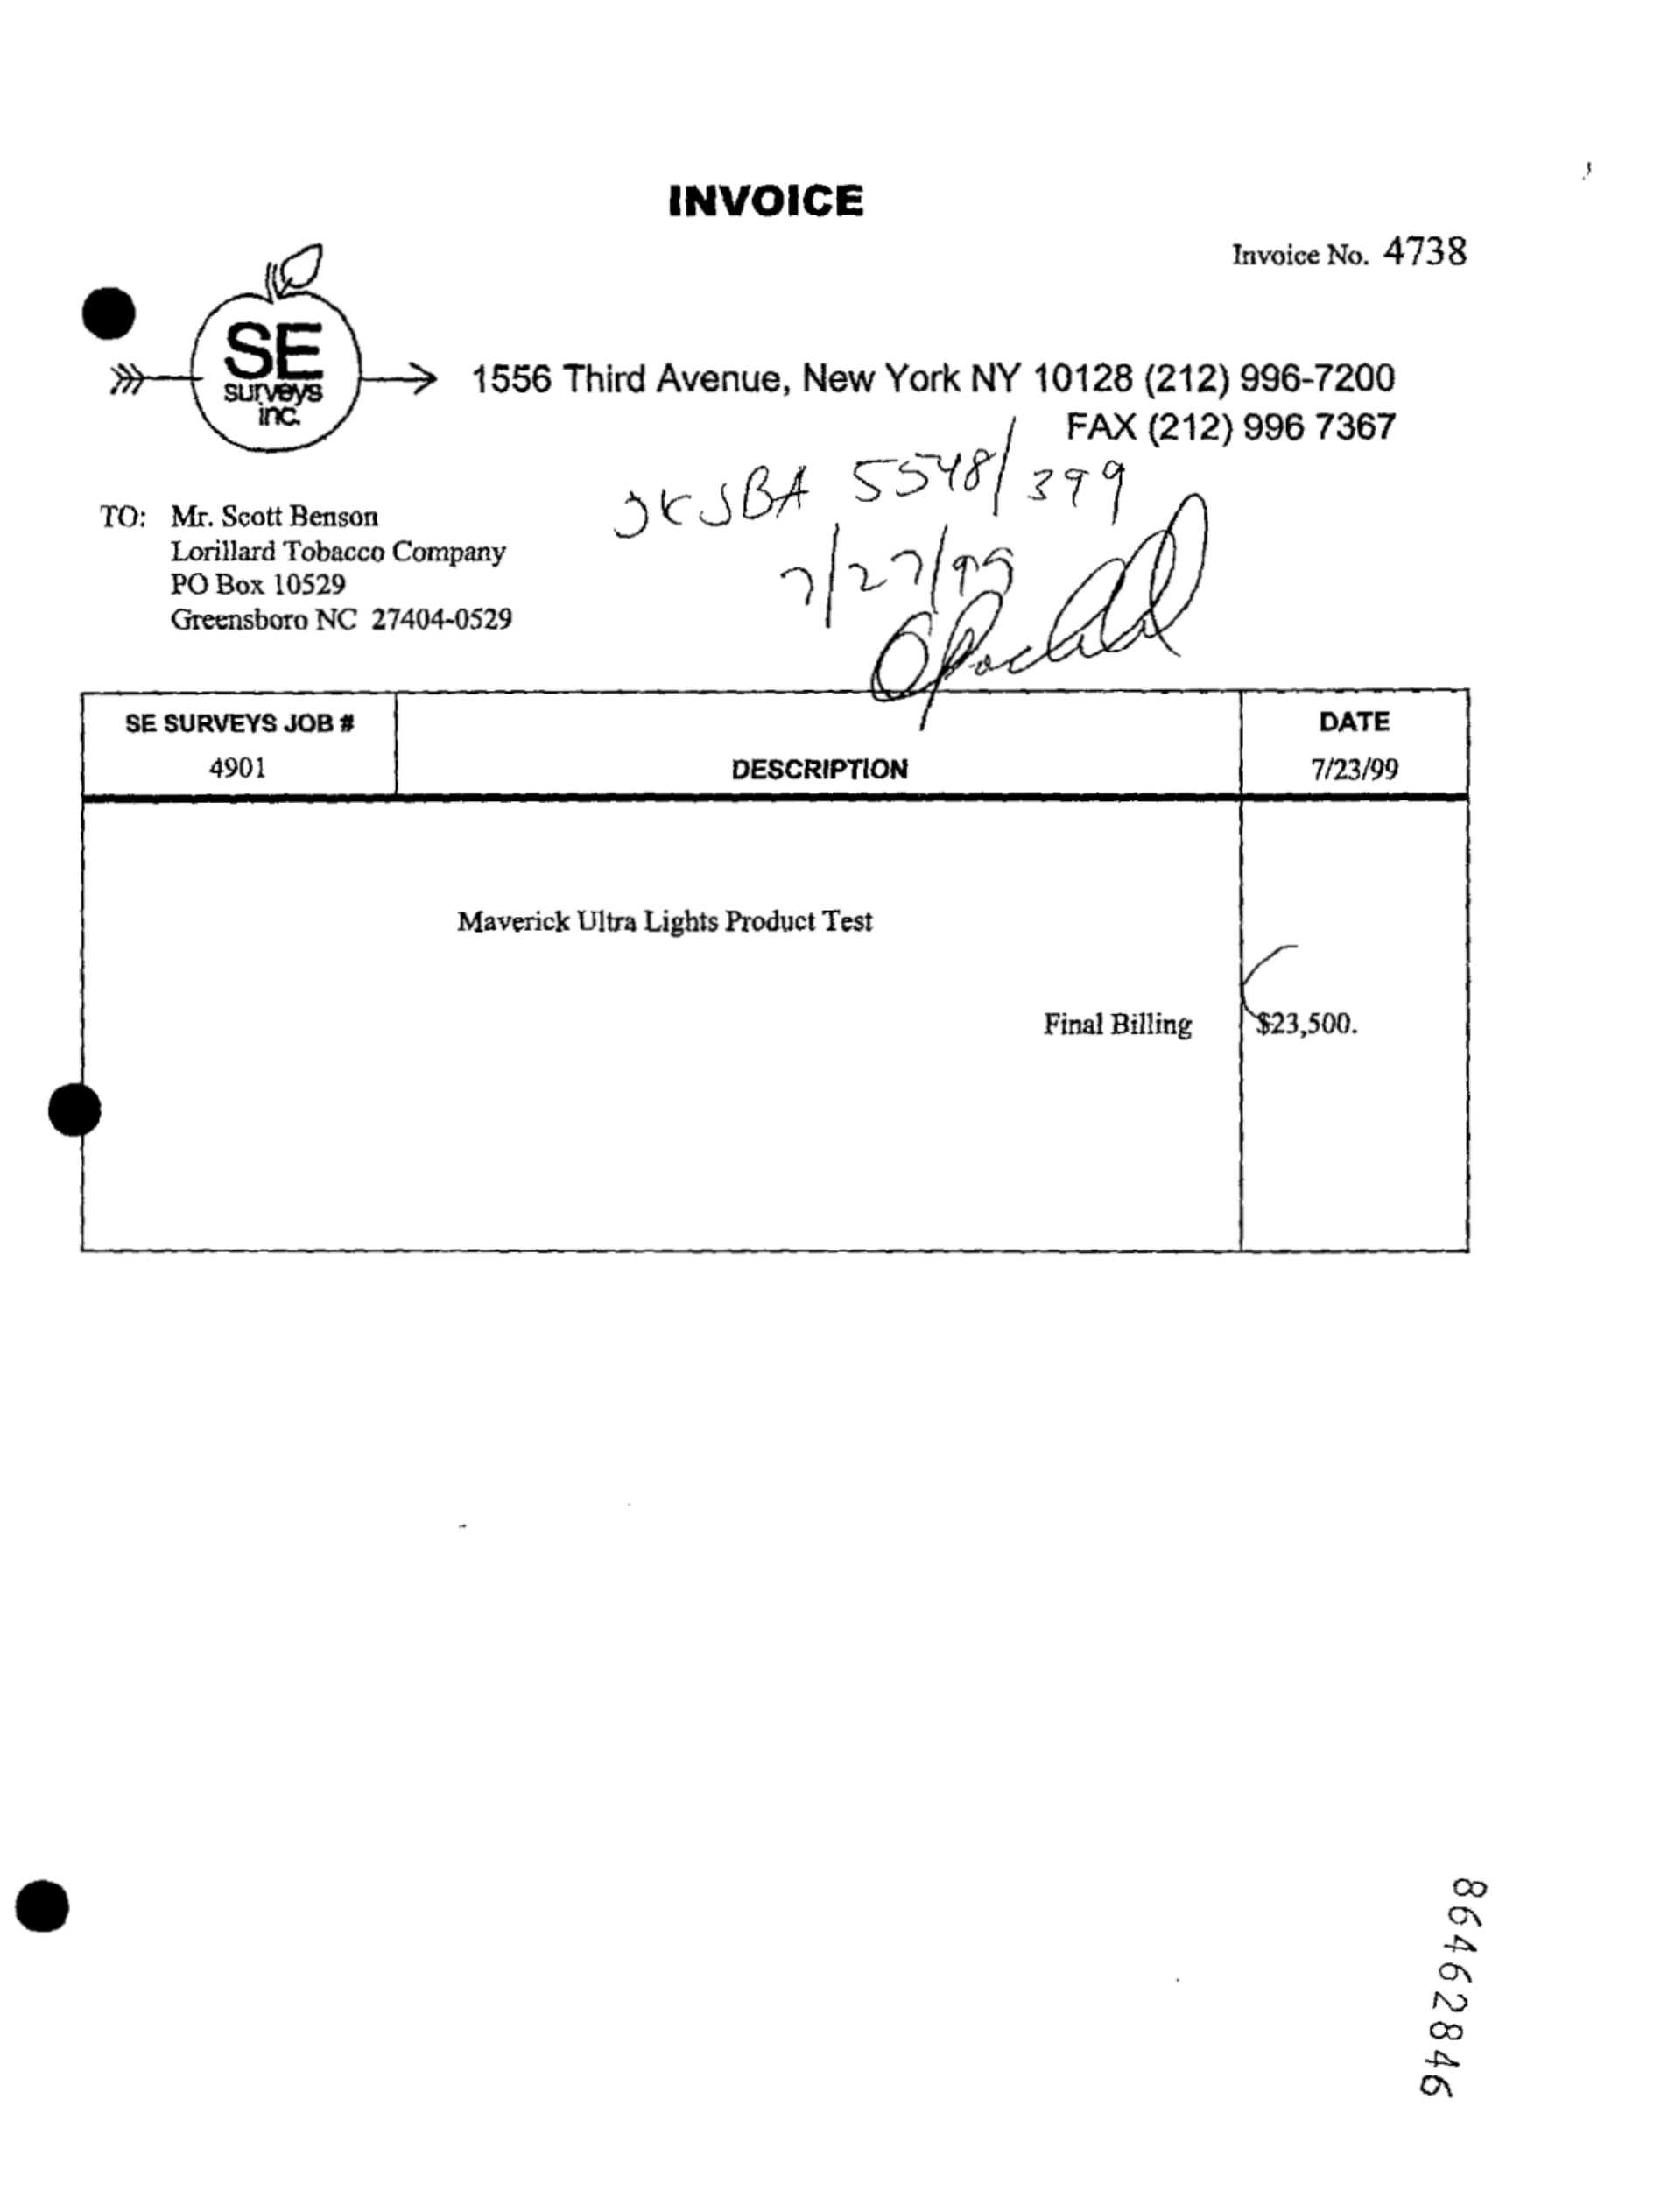 INVOICE
Invoice No. 4738
SE
surveys
inc.
1556 Third Avenue, New York NY 10128 (212) 996-7200
FAX (212) 996 7367
5548/399
TO: Mr. Scott Benson
Lorillard Tobacco Company
PO Box 10529
Greensboro NC 27404-0529
7/27/99
SE SURVEYS JOB #
4901
DESCRIPTION
DATE
7/23/99
Maverick Ultra Lights Product Test
Final Billing $23,500.
86462846